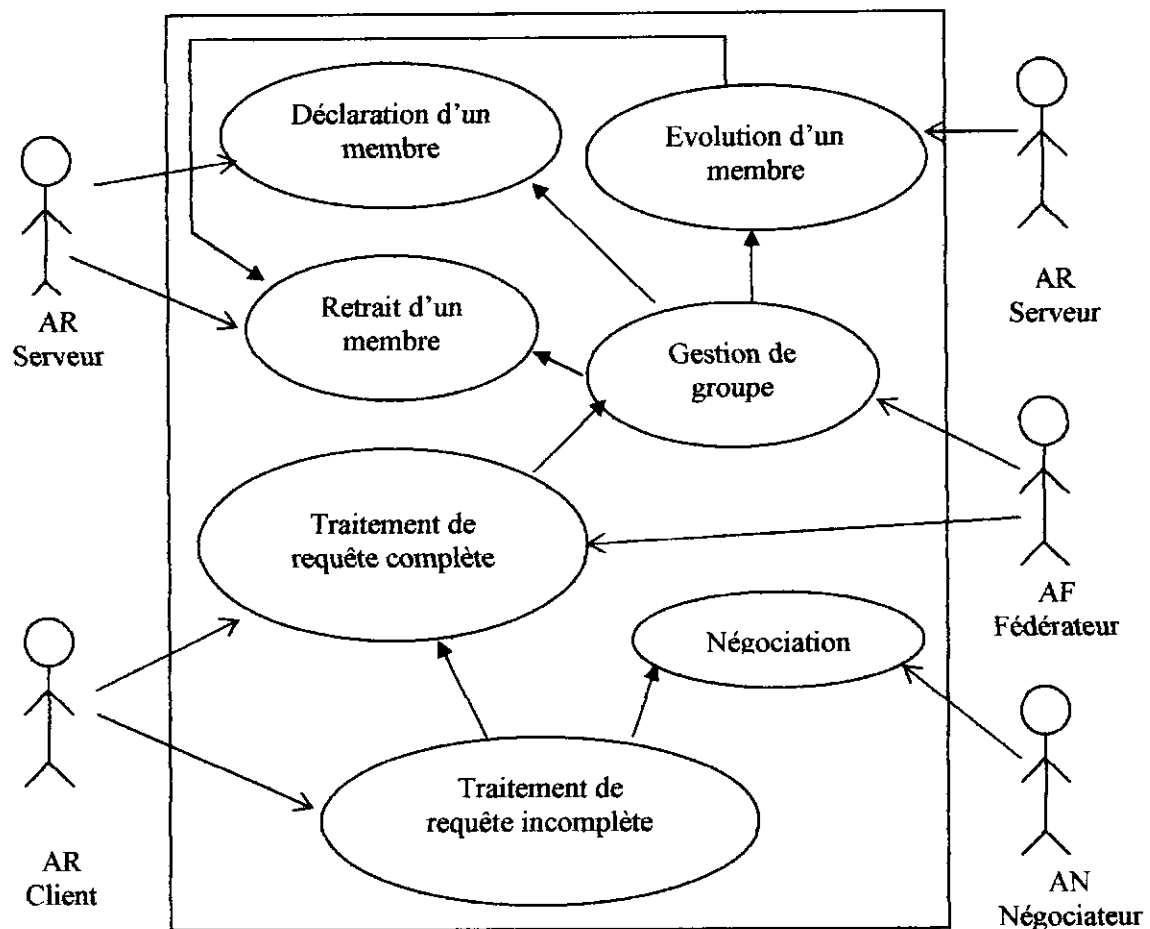 Déclaration d'un
membre
Evolution d'un
membre
AR
Serveur
Retrait d'un
membre
AR
Serveur
Gestion de
groupe
Traitement de
requête complète
AF
Fédérateur
Négociation
Traitement de
requête incomplète
AR
Client
AN
Négociateur